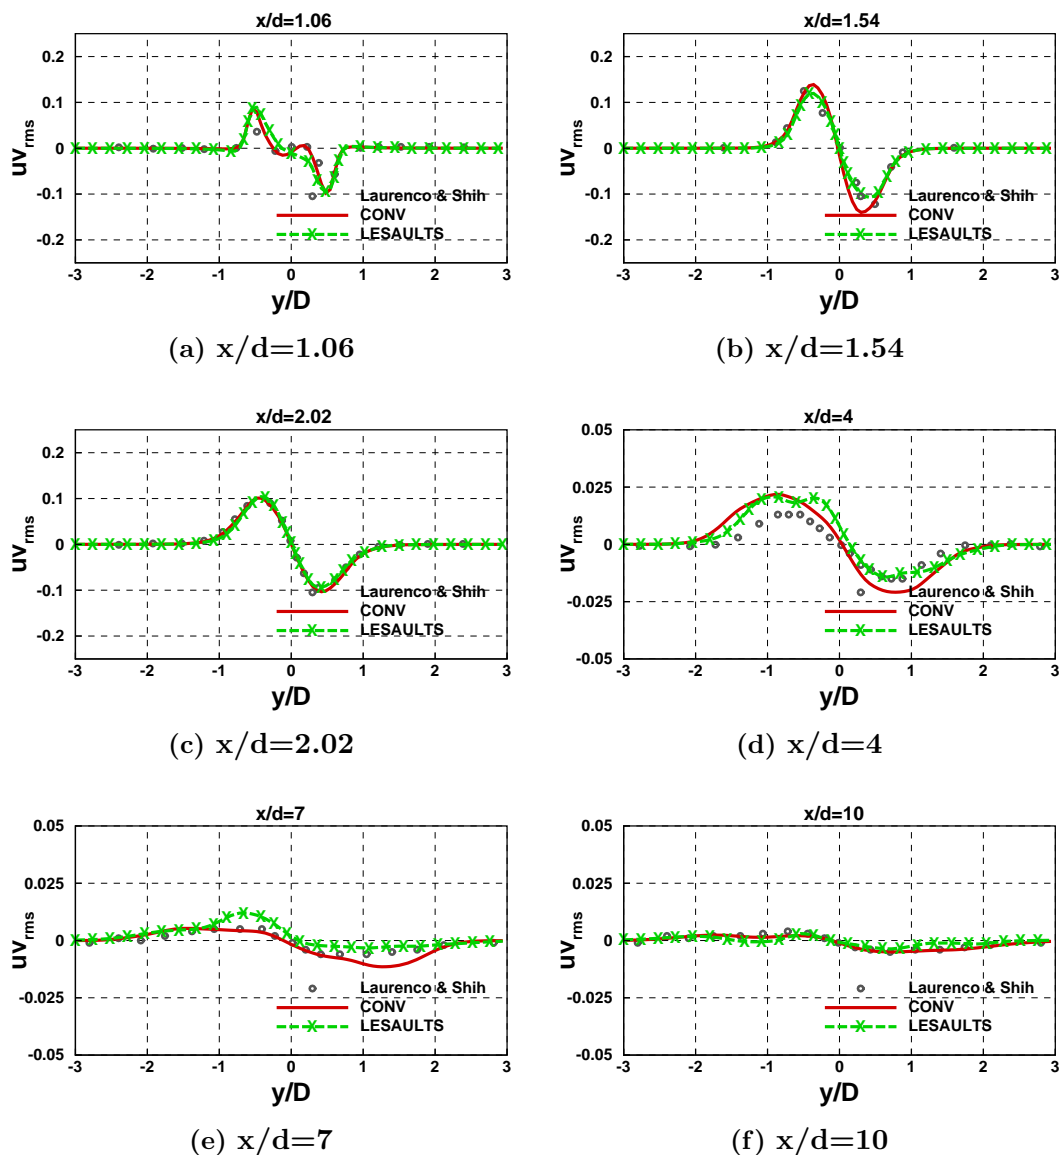 x/d=1.06
uv_rms
0.2
0.1
0
-0.1
-0.2
Laurenco & Shih
CONV
LESAULTS
-3 -2 -1 0 1 2 3
y/D
(a) x/d=1.06
x/d=1.54
uv_rms
0.2
0.1
0
-0.1
-0.2
Laurenco & Shih
CONV
LESAULTS
-3 -2 -1 0 1 2 3
y/D
(b) x/d=1.54
x/d=2.02
uv_rms
0.2
0.1
0
-0.1
-0.2
Laurenco & Shih
CONV
LESAULTS
-3 -2 -1 0 1 2 3
y/D
(c) x/d=2.02
x/d=4
uv_rms
0.05
0.025
0
-0.025
-0.05
Laurenco & Shih
CONV
LESAULTS
-3 -2 -1 0 1 2 3
y/D
(d) x/d=4
x/d=7
uv_rms
0.05
0.025
0
-0.025
-0.05
Laurenco & Shih
CONV
LESAULTS
-3 -2 -1 0 1 2 3
y/D
(e) x/d=7
x/d=10
uv_rms
0.05
0.025
0
-0.025
-0.05
Laurenco & Shih
CONV
LESAULTS
-3 -2 -1 0 1 2 3
y/D
(f) x/d=10